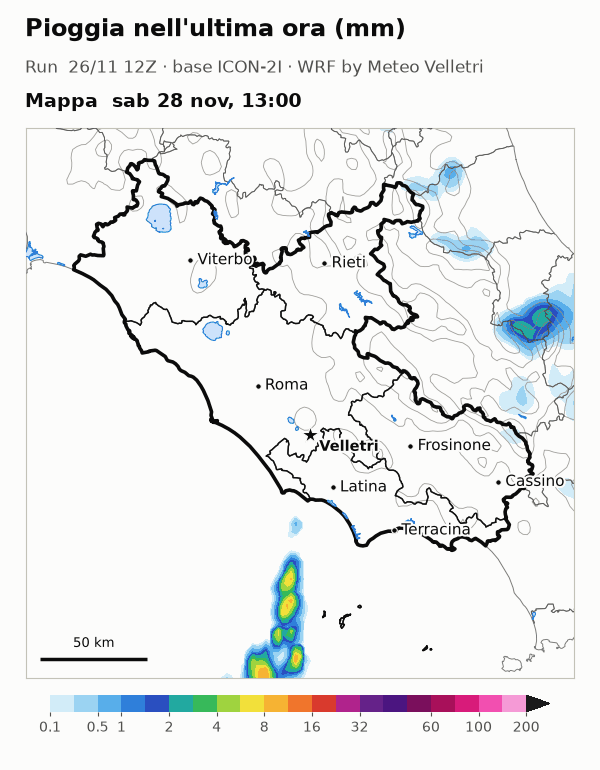 Pioggia nell'ultima ora (mm)
Run  26/11 12Z · base ICON-2I · WRF by Meteo Velletri
Mappa  sab 28 nov, 13:00
Viterbo
Rieti
Roma
Velletri
Frosinone
Latina
Cassino
Terracina
50 km
0.1 0.5 1 2 4 8 16 32 60 100 200